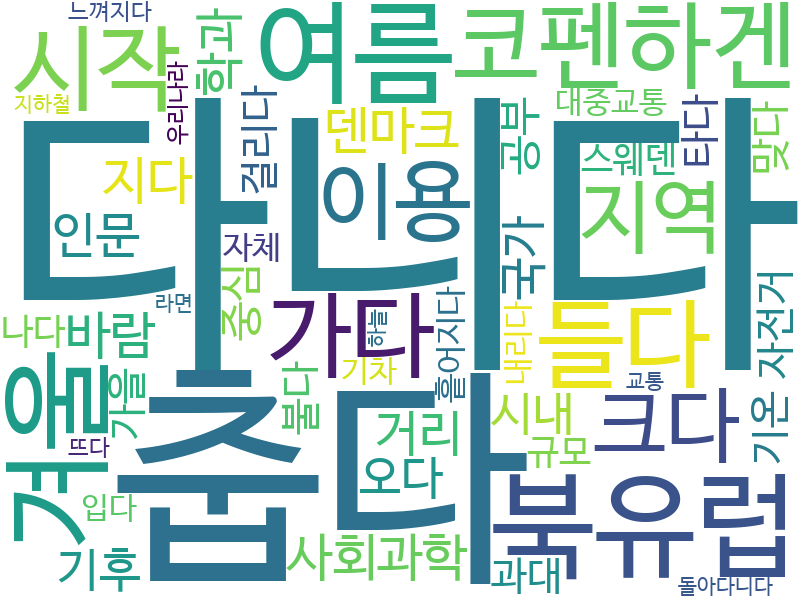 느껴지다
시작
학과
여름
코펜하겐
지하철
우리나라
걸리다
덴마크
공부
대중교통
타다
맞다
다니다
지다
인문
이용
스웨덴
지역
자체
국가
중심
라면
가다
하늘
흩어지다
내리다
들다
자전거
나다
바람
겨울
가을
불다
기차
교통
춥다
거리
시내
크다
기온
뜨다
오다
규모
입다
북유럽
기후
사회과학
과대
돌아다니다